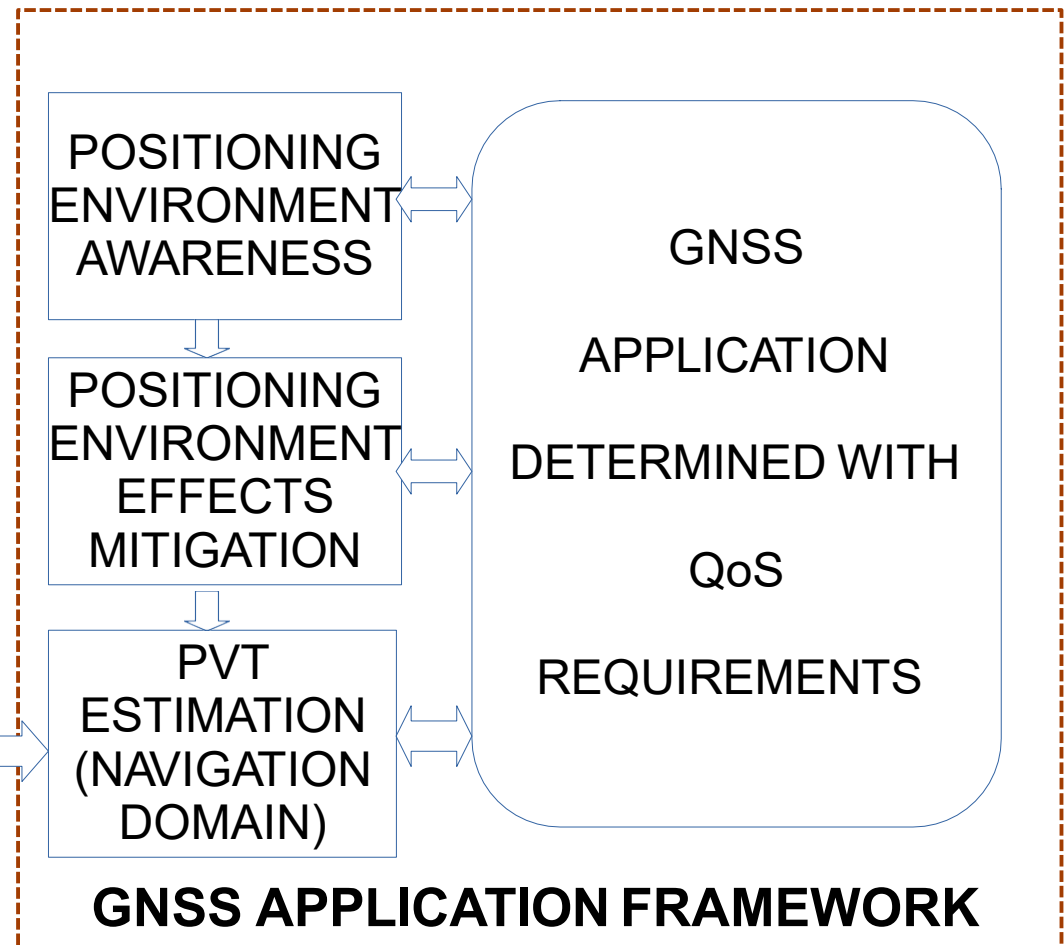 POSITIONING
ENVIRONMENT
AWARENESS
POSITIONING
ENVIRONMENT
EFFECTS
MITIGATION
PVT
ESTIMATION
(NAVIGATION
DOMAIN)
GNSS
APPLICATION
DETERMINED WITH
QoS
REQUIREMENTS
GNSS APPLICATION FRAMEWORK